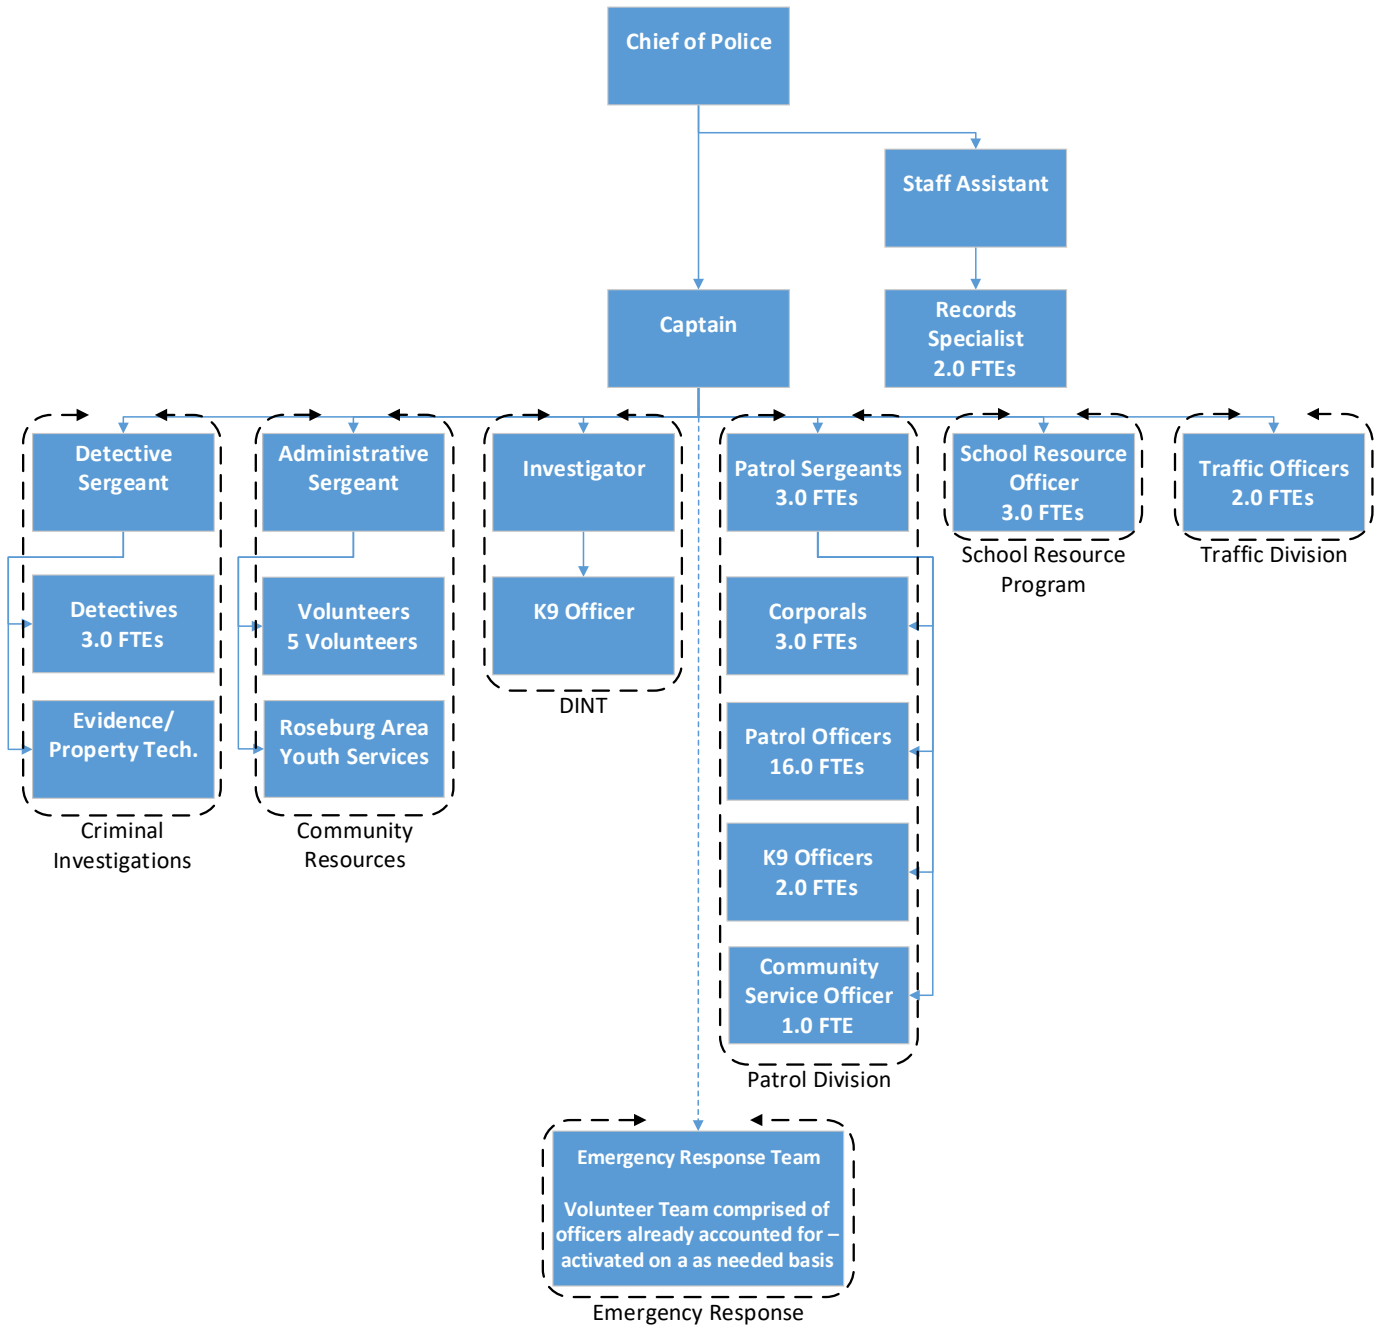 Chief of Police
Staff Assistant
Captain
Records
Specialist
2.0 FTEs
Detective
Sergeant
Detectives
3.0 FTEs
Evidence/
Property Tech.
Criminal
Investigations
Administrative
Sergeant
Volunteers
5 Volunteers
Roseburg Area
Youth Services
Community
Resources
Investigator
K9 Officer
DINT
Patrol Sergeants
3.0 FTEs
Corporals
3.0 FTEs
Patrol Officers
16.0 FTEs
K9 Officers
2.0 FTEs
Community
Service Officer
1.0 FTE
Patrol Division
School Resource
Officer
3.0 FTEs
School Resource
Program
Traffic Officers
2.0 FTEs
Traffic Division
Emergency Response Team
Volunteer Team comprised of
officers already accounted for –
activated on a as needed basis
Emergency Response